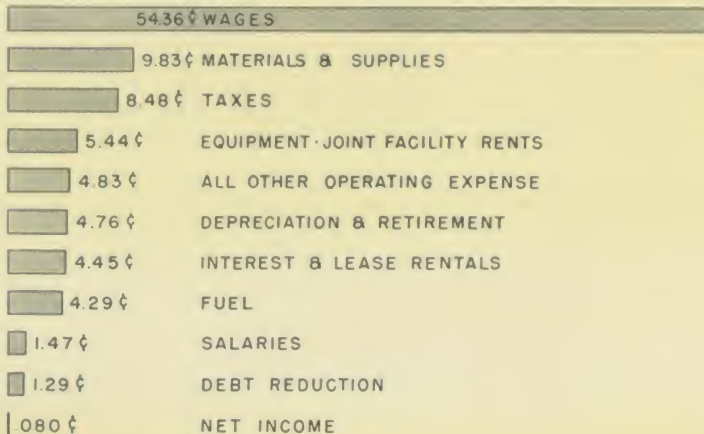 54.36¢ WAGES
9.83¢ MATERIALS & SUPPLIES
8.48¢ TAXES
5.44¢ EQUIPMENT·JOINT FACILITY RENTS
4.83¢ ALL OTHER OPERATING EXPENSE
4.76¢ DEPRECIATION & RETIREMENT
4.45¢ INTEREST & LEASE RENTALS
4.29¢ FUEL
1.47¢ SALARIES
1.29¢ DEBT REDUCTION
.080¢ NET INCOME